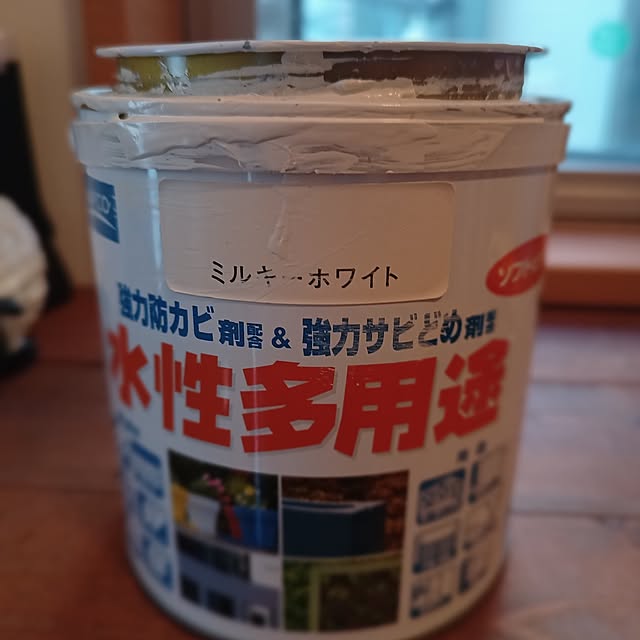 ミルキーホワイト
強力防カビ剤配合 & 強力サビどめ剤配合
水性多用途